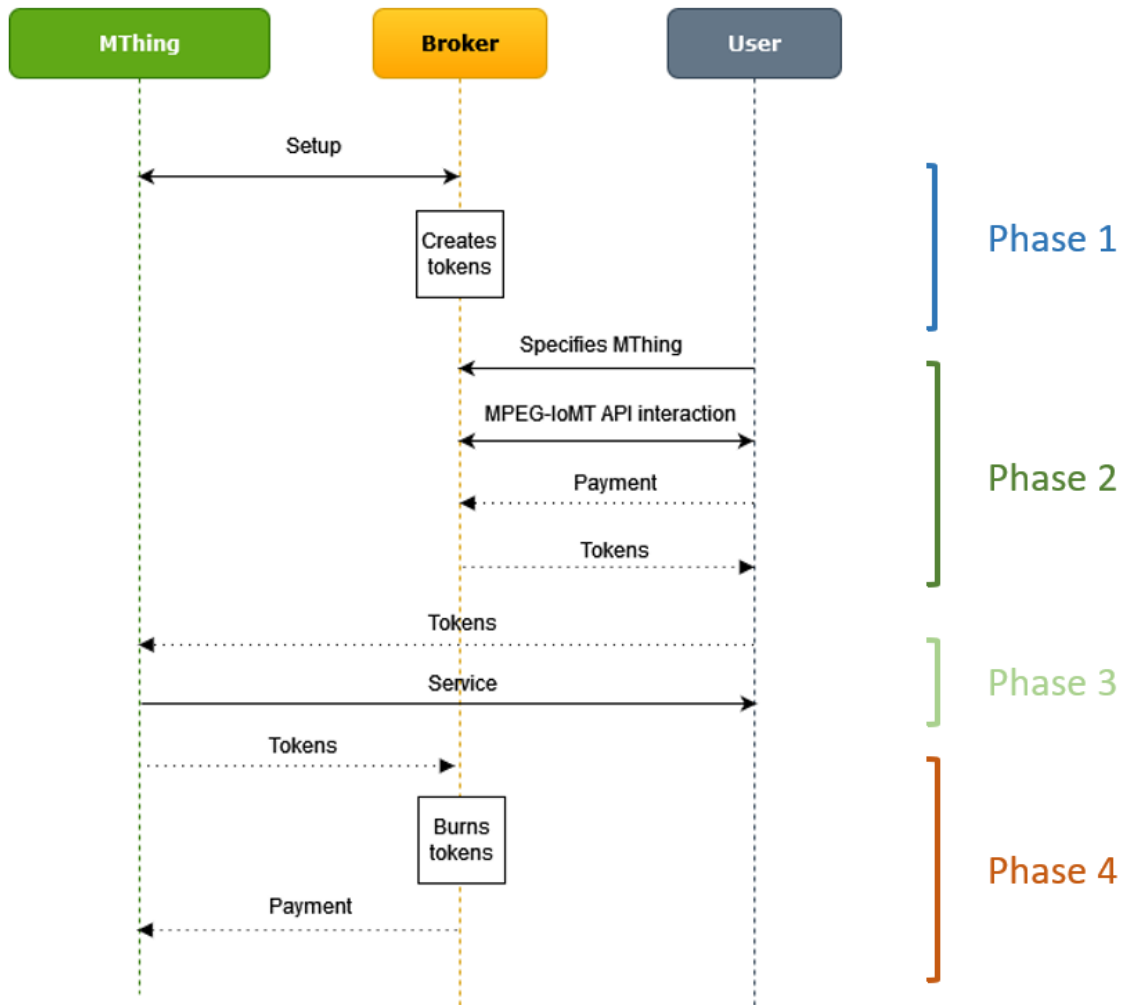 MThing
Broker
User
Setup
Creates
tokens
Phase 1
Specifies MThing
MPEG-IoMT API interaction
Payment
Phase 2
Tokens
Tokens
Service
Phase 3
Tokens
Burns
tokens
Phase 4
Payment